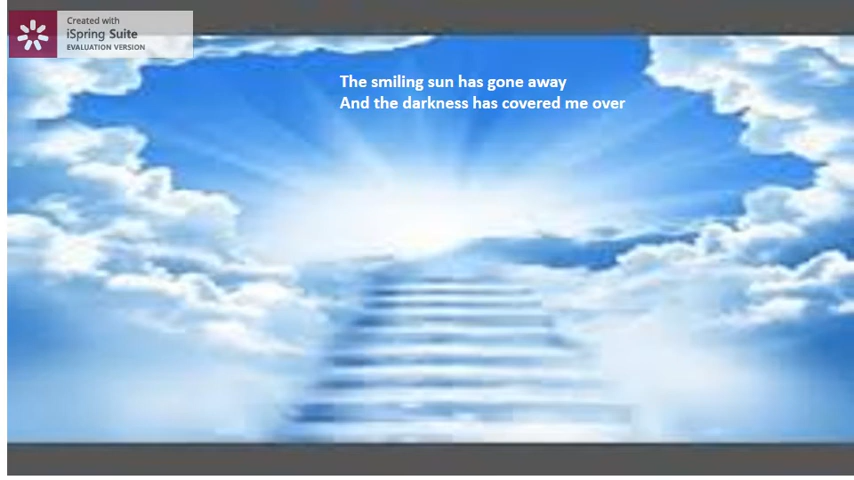 Created with
iSpring Suite
EVALUATION VERSION
The smiling sun has gone away
And the darkness has covered me over